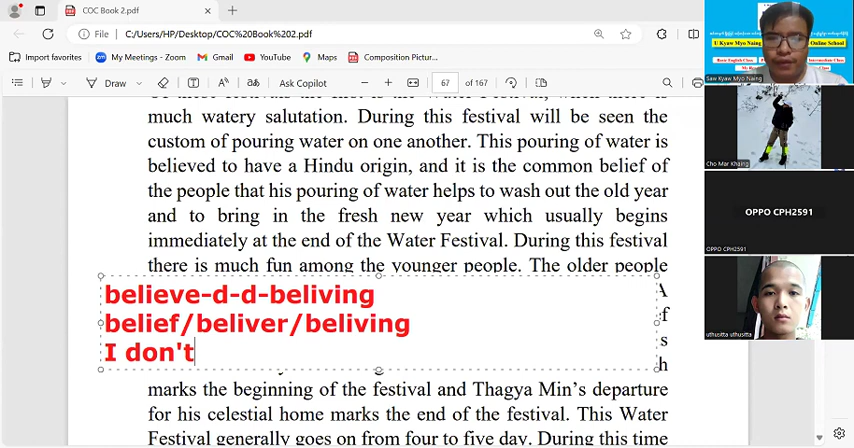 COC Book 2.pdf
File C:/Users/HP/Desktop/COC%20Book%202.pdf
Import favorites My Meetings - Zoom Gmail YouTube Maps Composition Pictur...
Draw Ask Copilot 67 of 167
much watery salutation. During this festival will be seen the
custom of pouring water on one another. This pouring of water is
believed to have a Hindu origin, and it is the common belief of
the people that his pouring of water helps to wash out the old year
and to bring in the fresh new year which usually begins
immediately at the end of the Water Festival. During this festival
there is much fun among the younger people. The older people
believe-d-d-beliving
belief/beliver/beliving
I don't
marks the beginning of the festival and Thagya Min's departure
for his celestial home marks the end of the festival. This Water
Festival generally goes on from four to five day. During this time
U Kyaw Myo Naing Online School
Saw Kyaw Myo Naing
Cho Mar Khaing
OPPO CPH2591
OPPO CPH2591
uthusitta uthusitta